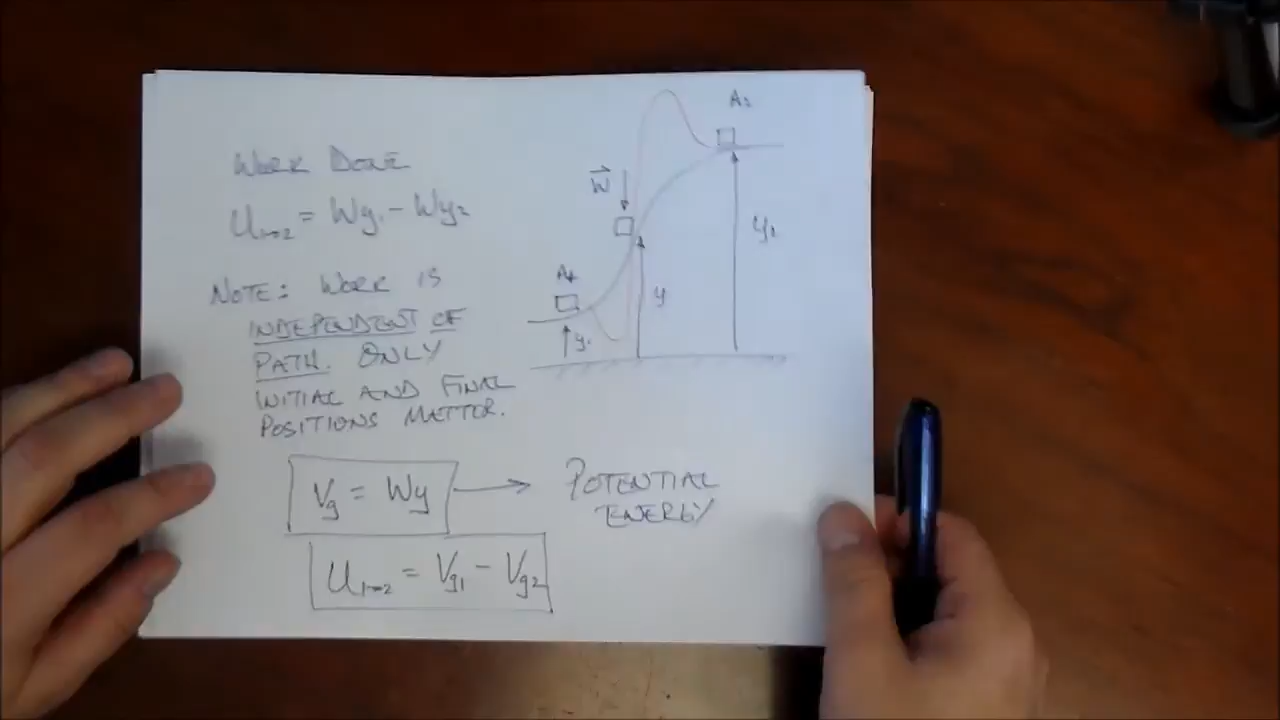 WORK DONE
U₁→₂ = Wy₁ - Wy₂
NOTE: WORK IS
INDEPENDENT OF
PATH. ONLY
INITIAL AND FINAL
POSITIONS MATTER.
A₂
W
A₁
y₁
y
y₂
Vg = Wy → POTENTIAL
ENERGY
U₁→₂ = Vg₁ - Vg₂